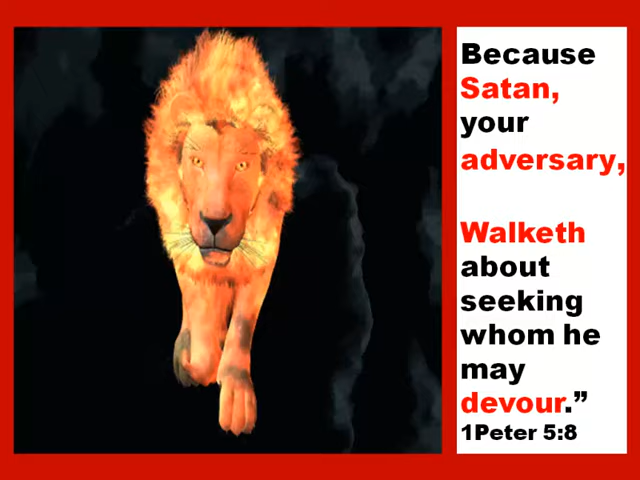 Because
Satan,
your
adversary,
Walketh
about
seeking
whom he
may
devour.”
1Peter 5:8